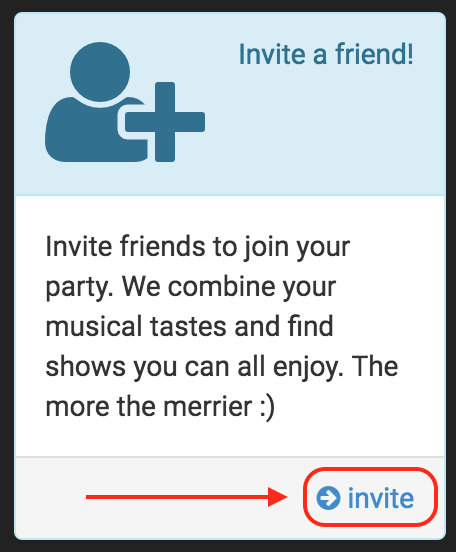 Invite a friend!
Invite friends to join your
party. We combine your
musical tastes and find
shows you can all enjoy. The
more the merrier :)
invite